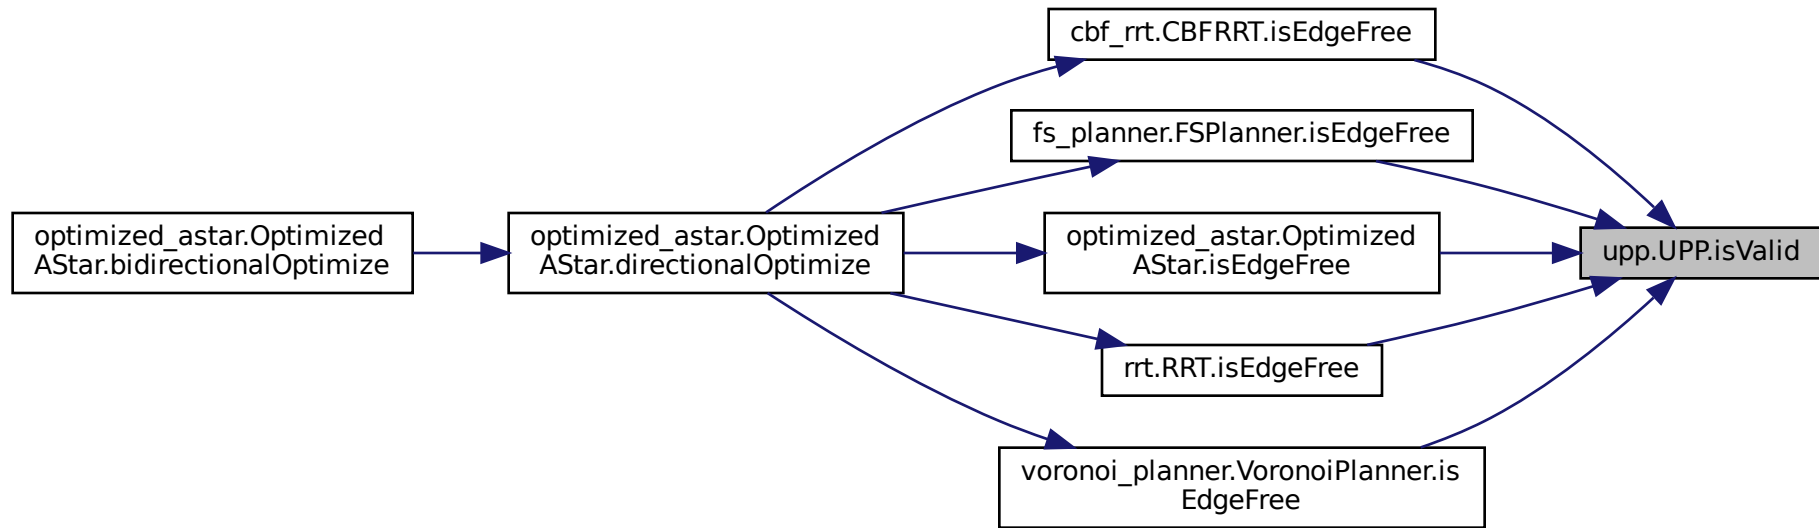 cbf_rrt.CBFRRT.isEdgeFree
fs_planner.FSPlanner.isEdgeFree
optimized_astar.Optimized
AStar.bidirectionalOptimize
optimized_astar.Optimized
AStar.directionalOptimize
optimized_astar.Optimized
AStar.isEdgeFree
upp.UPP.isValid
rrt.RRT.isEdgeFree
voronoi_planner.VoronoiPlanner.is
EdgeFree